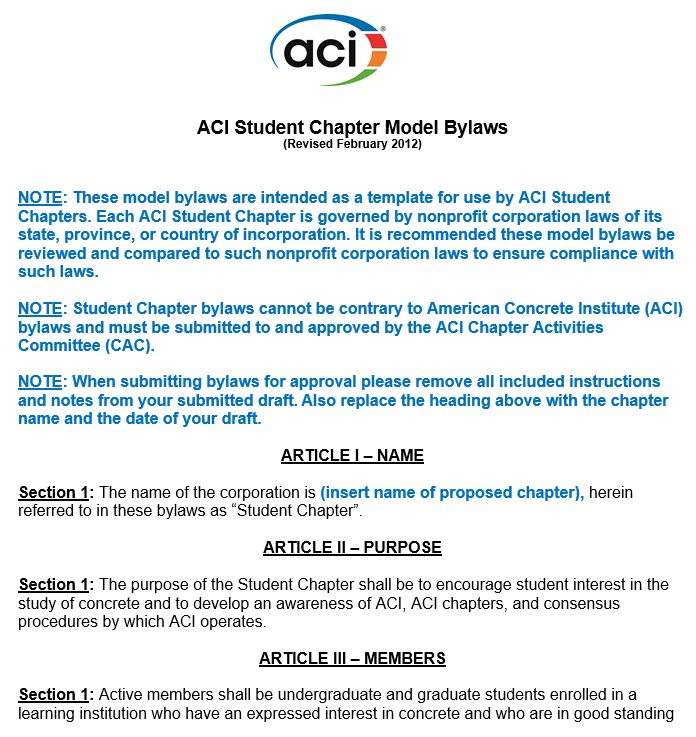 aci®
ACI Student Chapter Model Bylaws
(Revised February 2012)
NOTE: These model bylaws are intended as a template for use by ACI Student
Chapters. Each ACI Student Chapter is governed by nonprofit corporation laws of its
state, province, or country of incorporation. It is recommended these model bylaws be
reviewed and compared to such nonprofit corporation laws to ensure compliance with
such laws.
NOTE: Student Chapter bylaws cannot be contrary to American Concrete Institute (ACI)
bylaws and must be submitted to and approved by the ACI Chapter Activities
Committee (CAC).
NOTE: When submitting bylaws for approval please remove all included instructions
and notes from your submitted draft. Also replace the heading above with the chapter
name and the date of your draft.
ARTICLE I – NAME
Section 1: The name of the corporation is (insert name of proposed chapter), herein
referred to in these bylaws as “Student Chapter”.
ARTICLE II – PURPOSE
Section 1: The purpose of the Student Chapter shall be to encourage student interest in the
study of concrete and to develop an awareness of ACI, ACI chapters, and consensus
procedures by which ACI operates.
ARTICLE III – MEMBERS
Section 1: Active members shall be undergraduate and graduate students enrolled in a
learning institution who have an expressed interest in concrete and who are in good standing